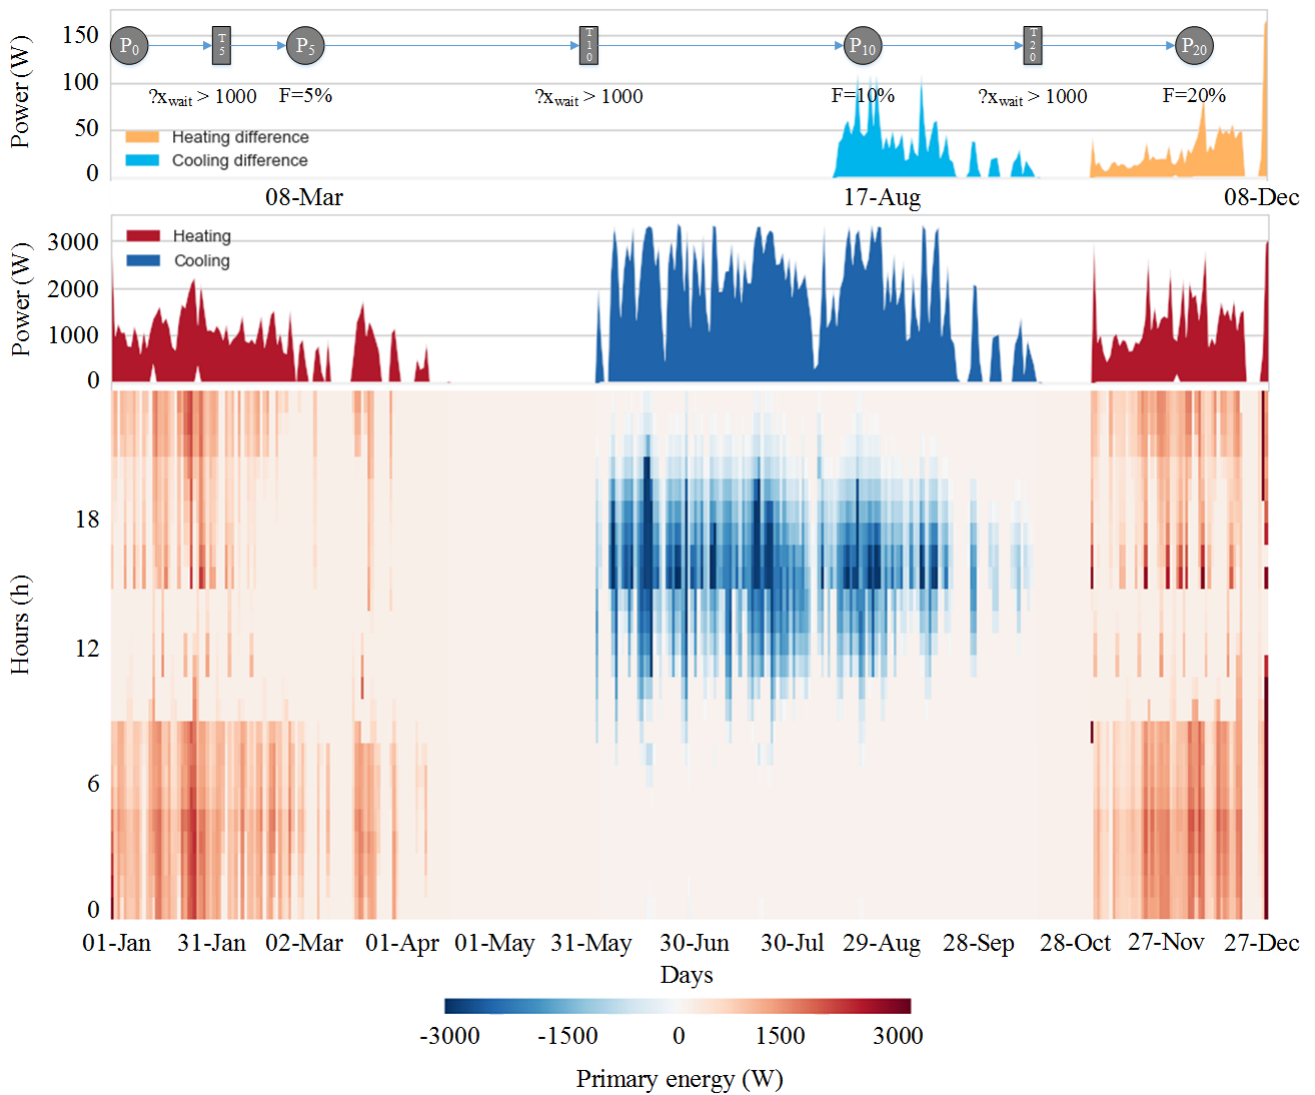 Power (W)
150
100
50
0
P0
T5
P5
T10
P10
T20
P20
?xwait > 1000
F=5%
?xwait > 1000
F=10%
?xwait > 1000
F=20%
Heating difference
Cooling difference
08-Mar
17-Aug
08-Dec
Power (W)
3000
2000
1000
0
Heating
Cooling
Hours (h)
18
12
6
0
01-Jan
31-Jan
02-Mar
01-Apr
01-May
31-May
30-Jun
30-Jul
29-Aug
28-Sep
28-Oct
27-Nov
27-Dec
Days
-3000
-1500
0
1500
3000
Primary energy (W)